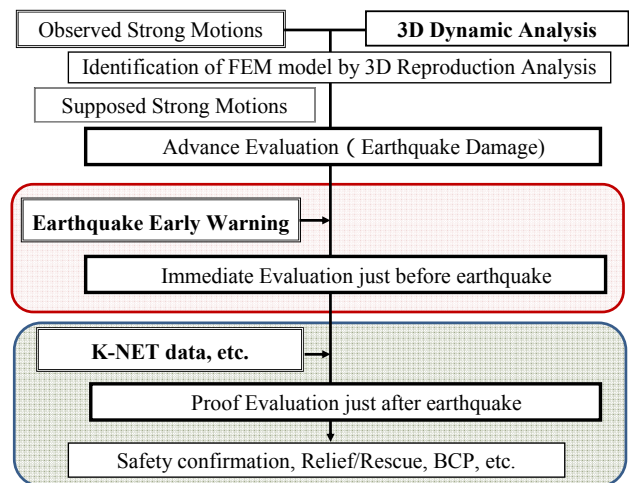 Observed Strong Motions
3D Dynamic Analysis
Identification of FEM model by 3D Reproduction Analysis
Supposed Strong Motions
Advance Evaluation ( Earthquake Damage)
Earthquake Early Warning
Immediate Evaluation just before earthquake
K-NET data, etc.
Proof Evaluation just after earthquake
Safety confirmation, Relief/Rescue, BCP, etc.